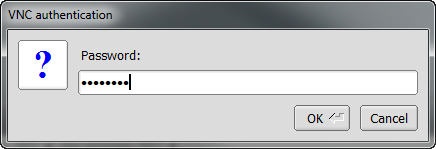 VNC authentication
?
Password:
••••••••
OK
Cancel